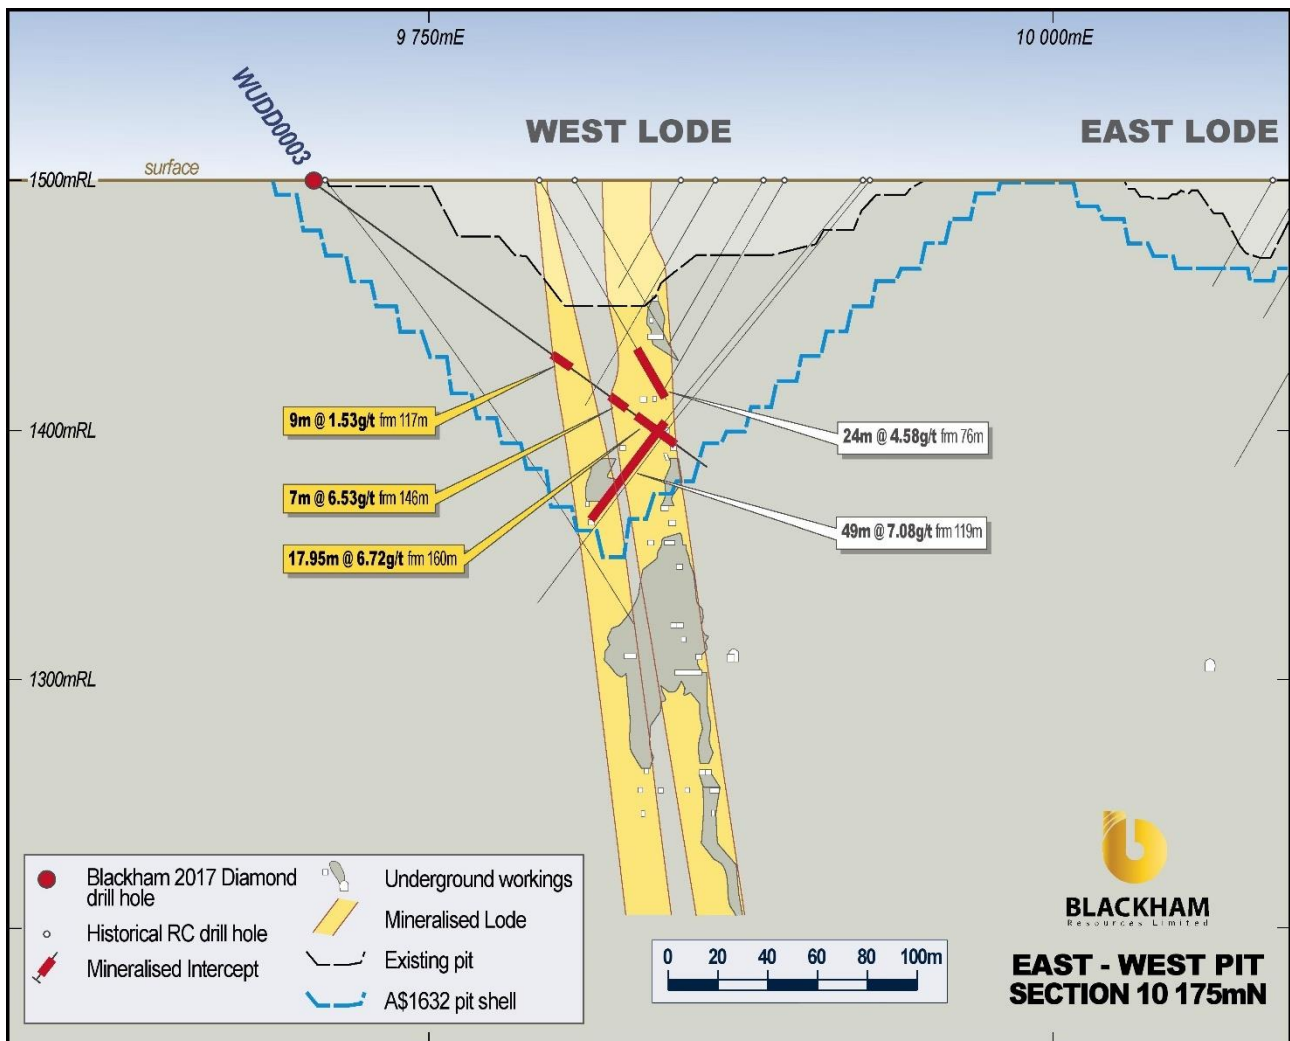 9 750mE
10 000mE
WUDD0003
WEST LODE
EAST LODE
surface
1500mRL
9m @ 1.53g/t frm 117m
1400mRL
24m @ 4.58g/t frm 76m
7m @ 6.53g/t frm 146m
49m @ 7.08g/t frm 119m
17.95m @ 6.72g/t frm 160m
1300mRL
Blackham 2017 Diamond
drill hole
Historical RC drill hole
Mineralised Intercept
Underground workings
Mineralised Lode
Existing pit
A$1632 pit shell
0 20 40 60 80 100m
BLACKHAM
Resources Limited
EAST - WEST PIT
SECTION 10 175mN